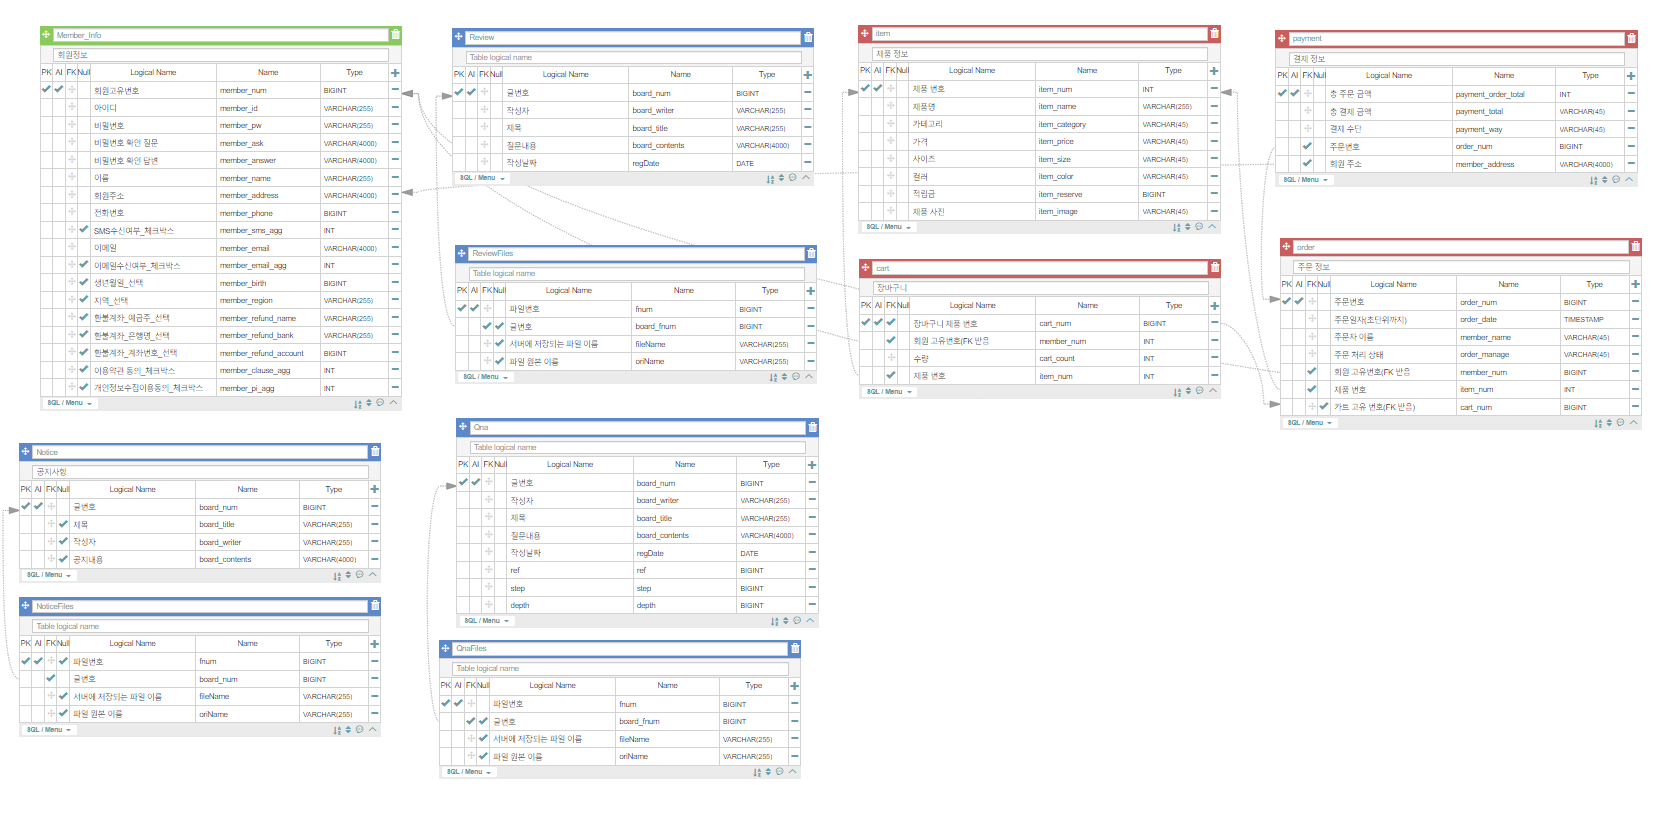 Member_Info
회원정보
PK AI FK Null Logical Name Name Type
회원고유번호 member_num BIGINT
아이디 member_id VARCHAR(255)
비밀번호 member_pw VARCHAR(255)
비밀번호 확인 질문 member_ask VARCHAR(4000)
비밀번호 확인 답변 member_answer VARCHAR(4000)
이름 member_name VARCHAR(255)
회원주소 member_address VARCHAR(4000)
전화번호 member_phone BIGINT
SMS수신여부_체크박스 member_sms_agg INT
이메일 member_email VARCHAR(4000)
이메일수신여부_체크박스 member_email_agg INT
생년월일_선택 member_birth BIGINT
지역_선택 member_region VARCHAR(255)
환불계좌_예금주_선택 member_refund_name VARCHAR(255)
환불계좌_은행명_선택 member_refund_bank VARCHAR(255)
환불계좌_계좌번호_선택 member_refund_account BIGINT
이용약관 동의_체크박스 member_clause_agg INT
개인정보수집이용동의_체크박스 member_pi_agg INT
SQL / Menu
Review
Table logical name
PK AI FK Null Logical Name Name Type
글번호 board_num BIGINT
작성자 board_writer VARCHAR(255)
제목 board_title VARCHAR(255)
질문내용 board_contents VARCHAR(4000)
작성날짜 regDate DATE
SQL / Menu
ReviewFiles
Table logical name
PK AI FK Null Logical Name Name Type
파일번호 fnum BIGINT
글번호 board_fnum BIGINT
서버에 저장되는 파일 이름 fileName VARCHAR(255)
파일 원본 이름 oriName VARCHAR(255)
SQL / Menu
item
제품 정보
PK AI FK Null Logical Name Name Type
제품 번호 item_num INT
제품명 item_name VARCHAR(255)
카테고리 item_category VARCHAR(45)
가격 item_price VARCHAR(45)
사이즈 item_size VARCHAR(45)
컬러 item_color VARCHAR(45)
적립금 item_reserve BIGINT
제품 사진 item_image VARCHAR(45)
SQL / Menu
cart
장바구니
PK AI FK Null Logical Name Name Type
장바구니 제품 번호 cart_num BIGINT
회원 고유번호(FK 반음 member_num INT
수량 cart_count INT
제품 번호 item_num INT
SQL / Menu
payment
결제 정보
PK AI FK Null Logical Name Name Type
총 주문 금액 payment_order_total INT
총 결제 금액 payment_total VARCHAR(45)
결제 수단 payment_way VARCHAR(45)
주문번호 order_num BIGINT
회원 주소 member_address VARCHAR(4000)
SQL / Menu
order
주문 정보
PK AI FK Null Logical Name Name Type
주문번호 order_num BIGINT
주문일자(초단위까지) order_date TIMESTAMP
주문자 이름 member_name VARCHAR(45)
주문 처리 상태 order_manage VARCHAR(45)
회원 고유번호(FK 받음 member_num BIGINT
제품 번호 item_num INT
카트 고유 번호(FK 받음) cart_num BIGINT
SQL / Menu
Notice
공지사항
PK AI FK Null Logical Name Name Type
글번호 board_num BIGINT
제목 board_title VARCHAR(255)
작성자 board_writer VARCHAR(255)
공지내용 board_contents VARCHAR(4000)
SQL / Menu
NoticeFiles
Table logical name
PK AI FK Null Logical Name Name Type
파일번호 fnum BIGINT
글번호 board_num BIGINT
서버에 저장되는 파일 이름 fileName VARCHAR(255)
파일 원본 이름 oriName VARCHAR(255)
SQL / Menu
Qna
Table logical name
PK AI FK Null Logical Name Name Type
글번호 board_num BIGINT
작성자 board_writer VARCHAR(255)
제목 board_title VARCHAR(255)
질문내용 board_contents VARCHAR(4000)
작성날짜 regDate DATE
ref ref BIGINT
step step BIGINT
depth depth BIGINT
SQL / Menu
QnaFiles
Table logical name
PK AI FK Null Logical Name Name Type
파일번호 fnum BIGINT
글번호 board_fnum BIGINT
서버에 저장되는 파일 이름 fileName VARCHAR(255)
파일 원본 이름 oriName VARCHAR(255)
SQL / Menu